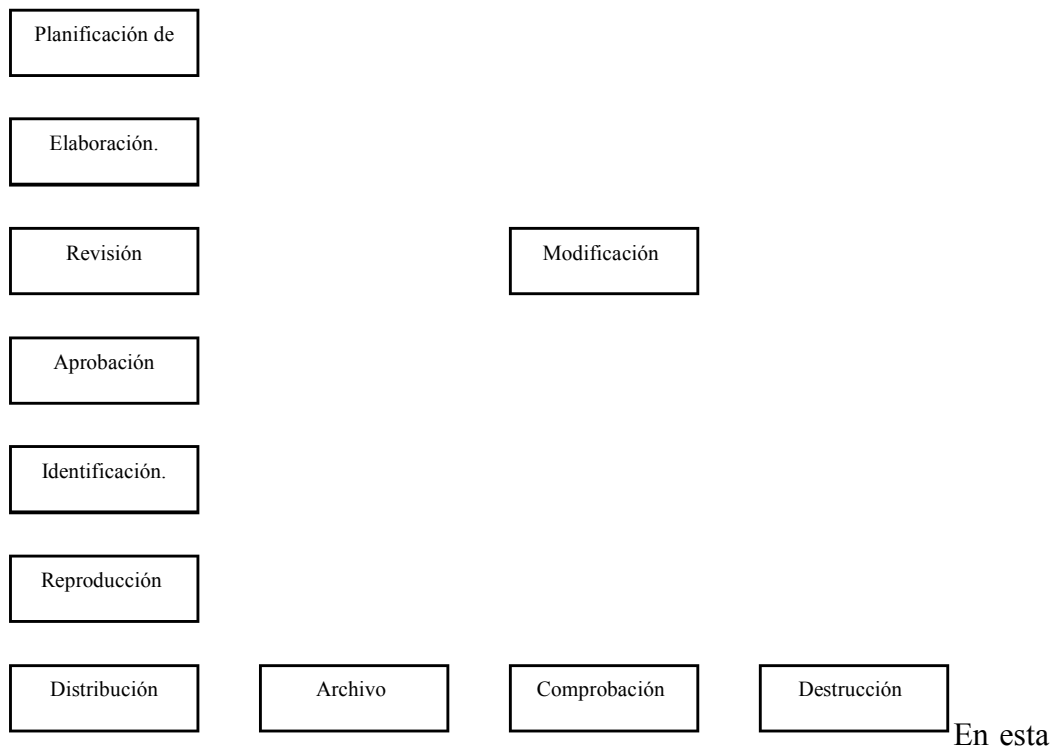 Planificación de
Elaboración.
Revisión
Modificación
Aprobación
Identificación.
Reproducción
Distribución
Archivo
Comprobación
Destrucción
En esta